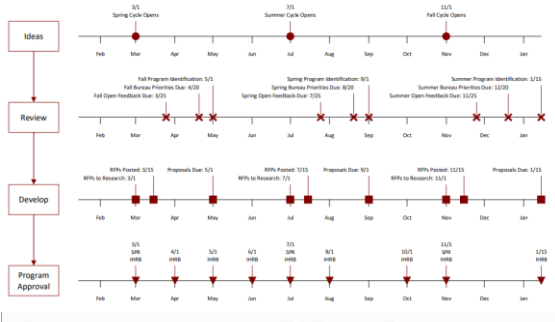 3/1 7/1 11/1
Spring Cycle Opens Summer Cycle Opens Fall Cycle Opens
Ideas
Feb Mar Apr May Jun Jul Aug Sep Oct Nov Dec Jan
Fall Program Identification: 5/1 Spring Program Identification: 9/1 Summer Program Identification: 1/15
Fall Bureau Priorities Due: 4/20 Spring Bureau Priorities Due: 8/20 Summer Bureau Priorities Due: 12/20
Fall Open Feedback Due: 3/25 Spring Open Feedback Due: 7/25 Summer Open Feedback Due: 11/25
Review
Feb Mar Apr May Jun Jul Aug Sep Oct Nov Dec Jan
RFPs Posted: 3/15 Proposals Due: 5/1 RFPs Posted: 7/15 Proposals Due: 9/1 RFPs Posted: 11/15 Proposals Due: 1/15
RFPs to Research: 3/1 RFPs to Research: 7/1 RFPs to Research: 11/1
Develop
Feb Mar Apr May Jun Jul Aug Sep Oct Nov Dec Jan
3/1 7/1 11/1
SPR 4/1 5/1 6/1 SPR 8/1 10/1 SPR 1/15
IHRB IHRB IHRB IHRB IHRB IHRB IHRB IHRB IHRB
Program
Approval
Feb Mar Apr May Jun Jul Aug Sep Oct Nov Dec Jan